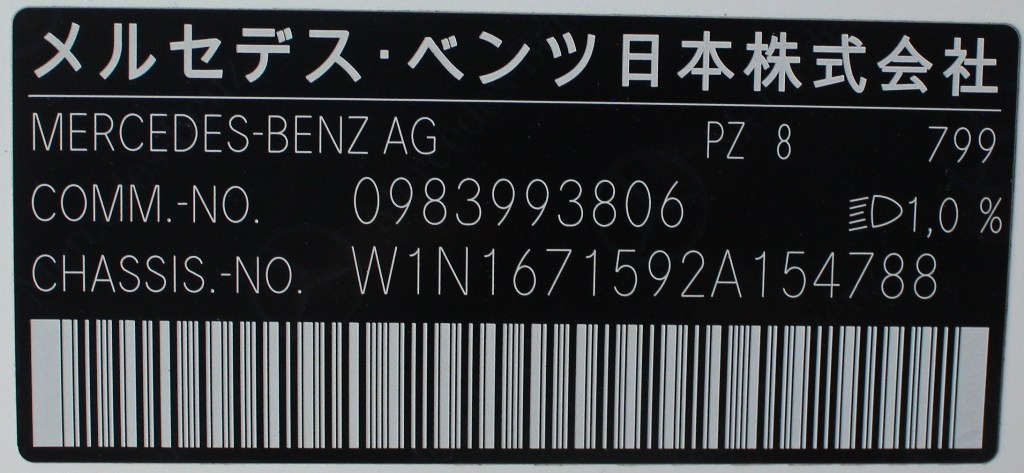 メルセデス・ベンツ日本株式会社
MERCEDES-BENZ AG PZ 8 799
COMM.-NO. 0983993806 1,0 %
CHASSIS.-NO. W1N1671592A154788